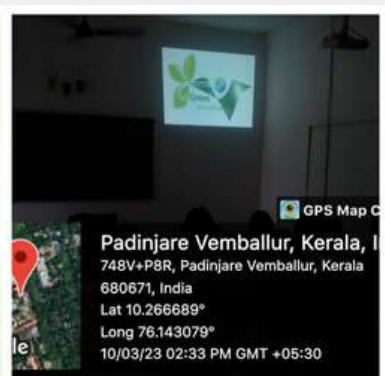 Green
GPS Map C
Padinjare Vemballur, Kerala, I
748V+P8R, Padinjare Vemballur, Kerala
680671, India
Lat 10.266689°
Long 76.143079°
10/03/23 02:33 PM GMT +05:30
le